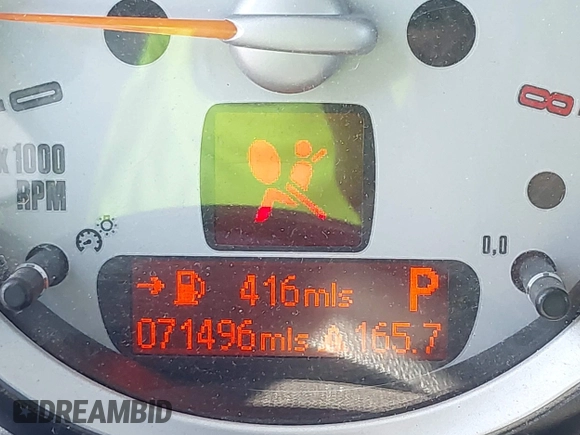 0
8
x 1000
RPM
0,0
416 mls P
071496 mls 165.7
DREAMBID